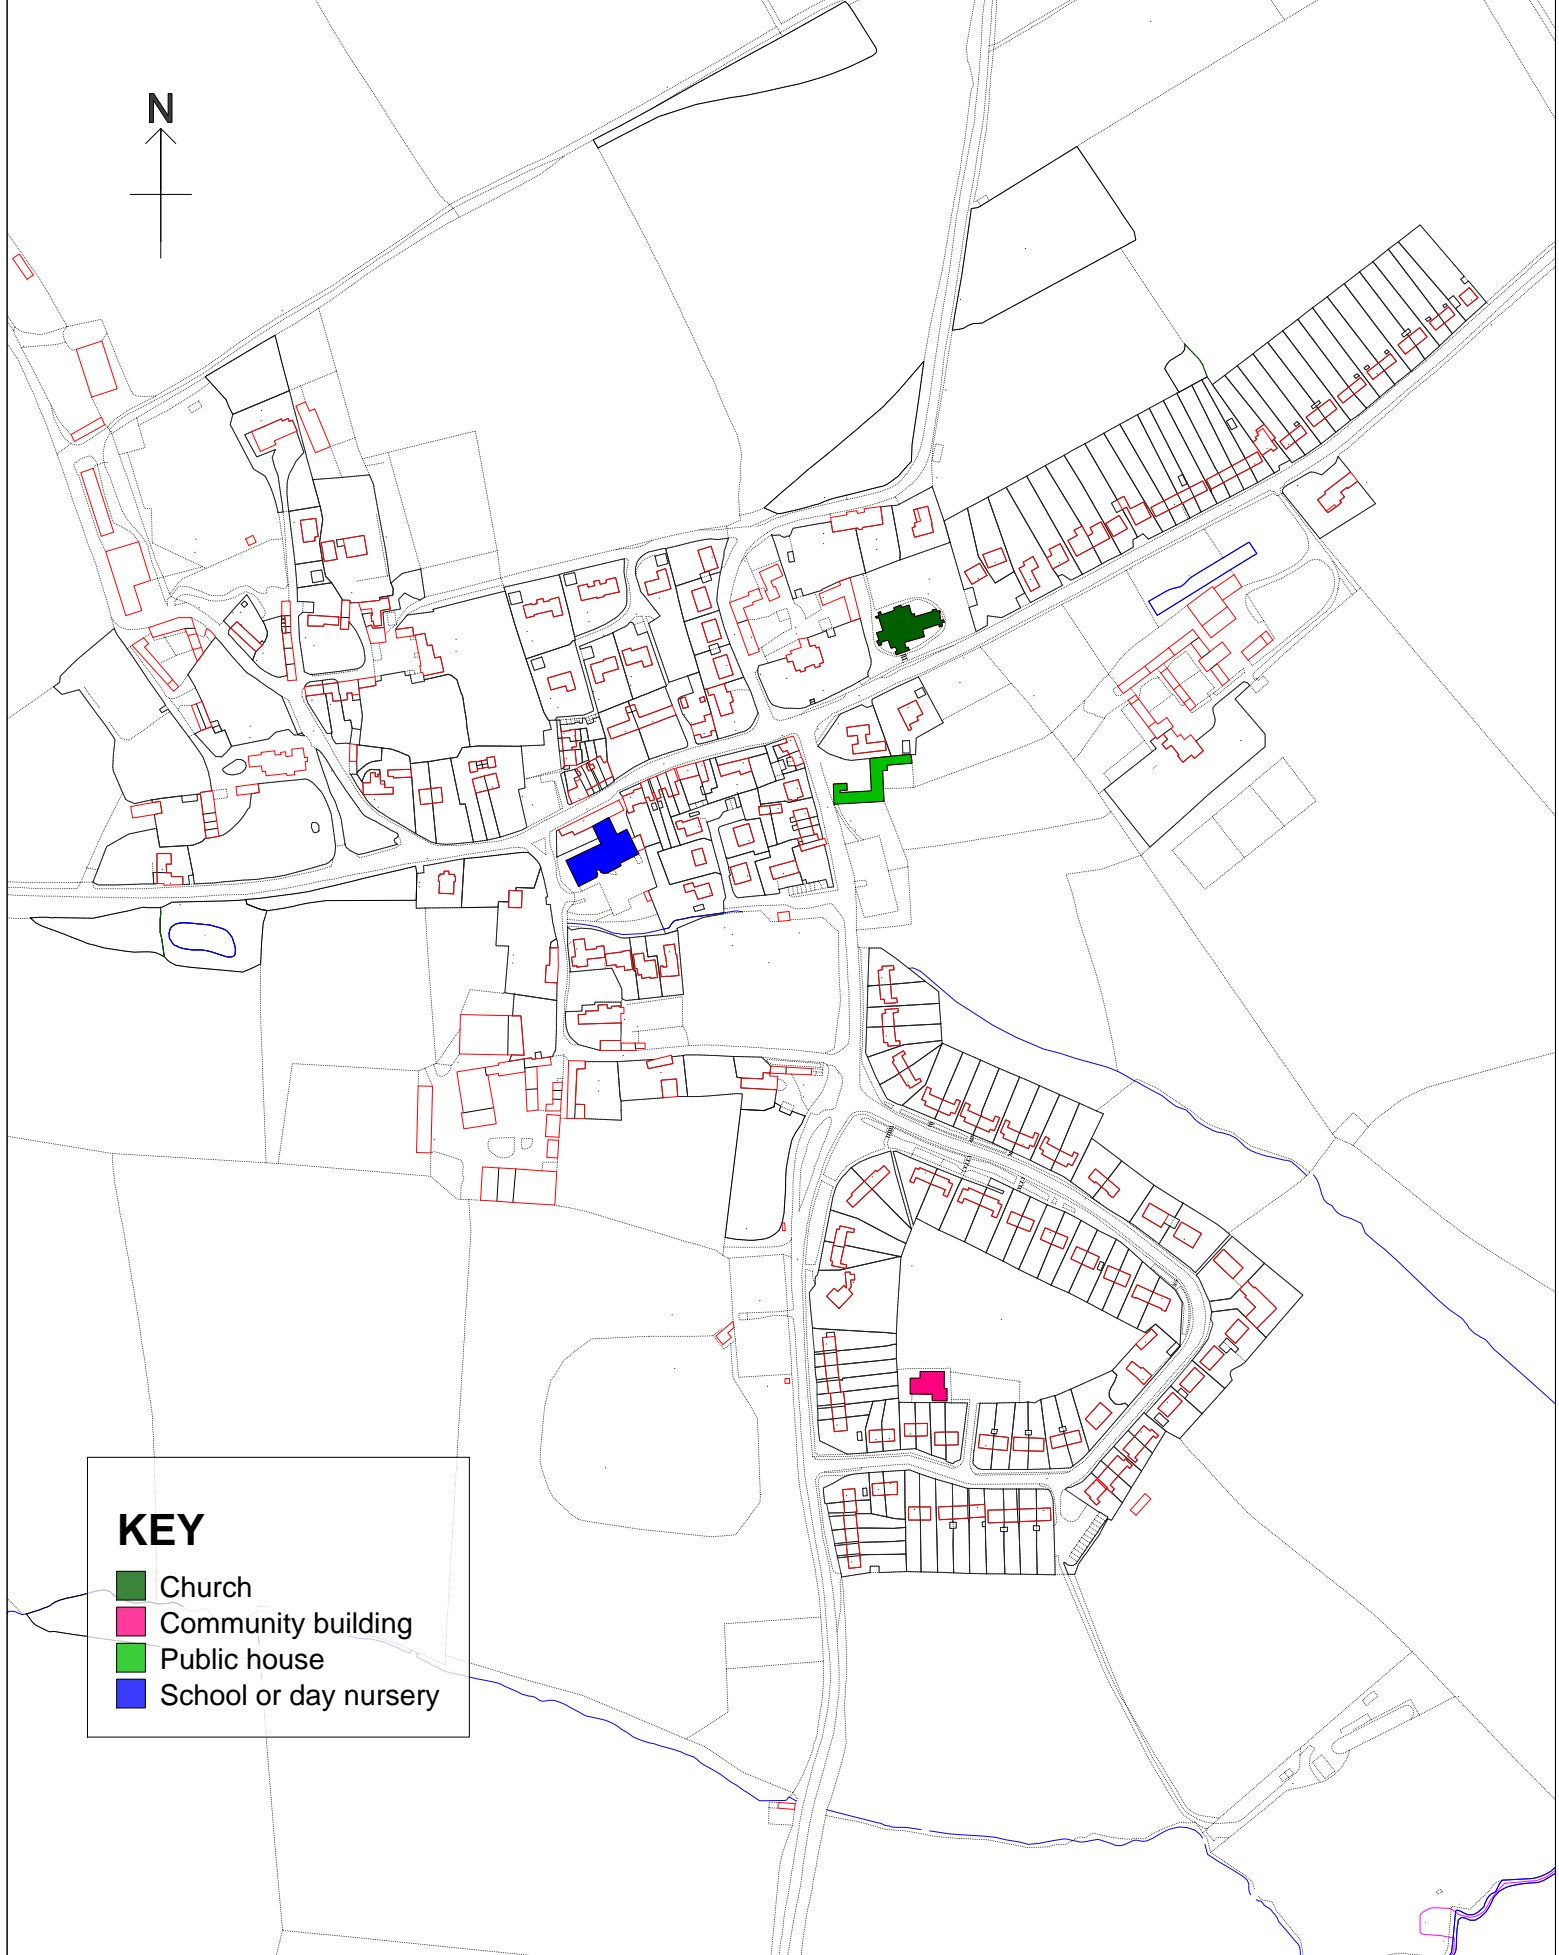 N
KEY
Church
Community building
Public house
School or day nursery